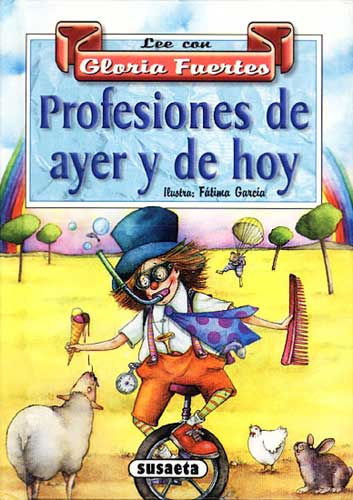 Lee con
Gloria Fuertes
Profesiones de
ayer y de hoy
Ilustra: Fátima García
susaeta